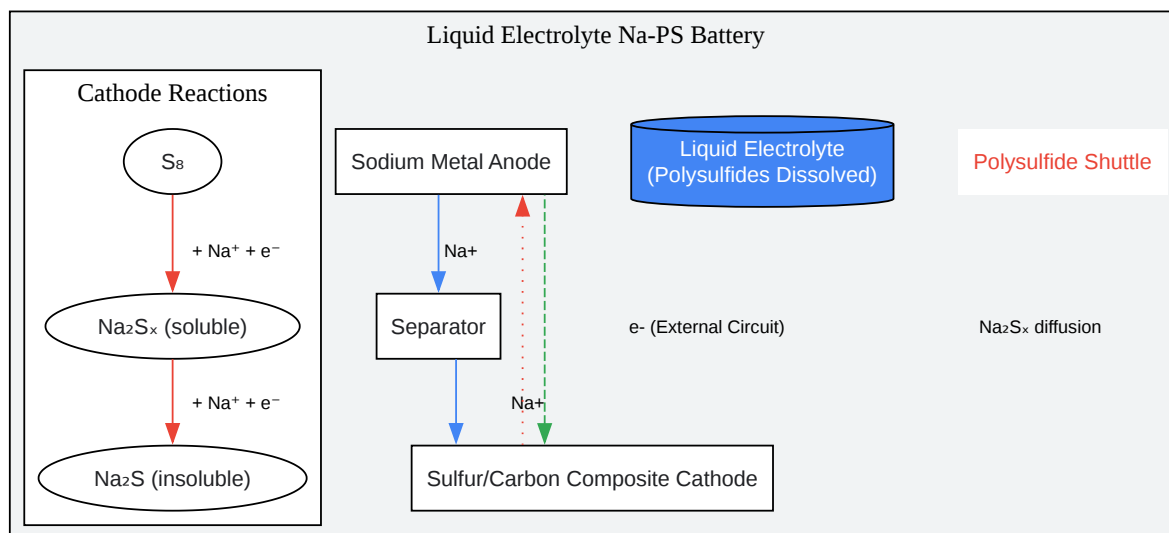 Liquid Electrolyte Na-PS Battery
Cathode Reactions
S₈
+ Na⁺ + e⁻
Na₂Sₓ (soluble)
+ Na⁺ + e⁻
Na₂S (insoluble)
Sodium Metal Anode
Na+
Separator
Na+
Sulfur/Carbon Composite Cathode
Liquid Electrolyte
(Polysulfides Dissolved)
e- (External Circuit)
Polysulfide Shuttle
Na₂Sₓ diffusion